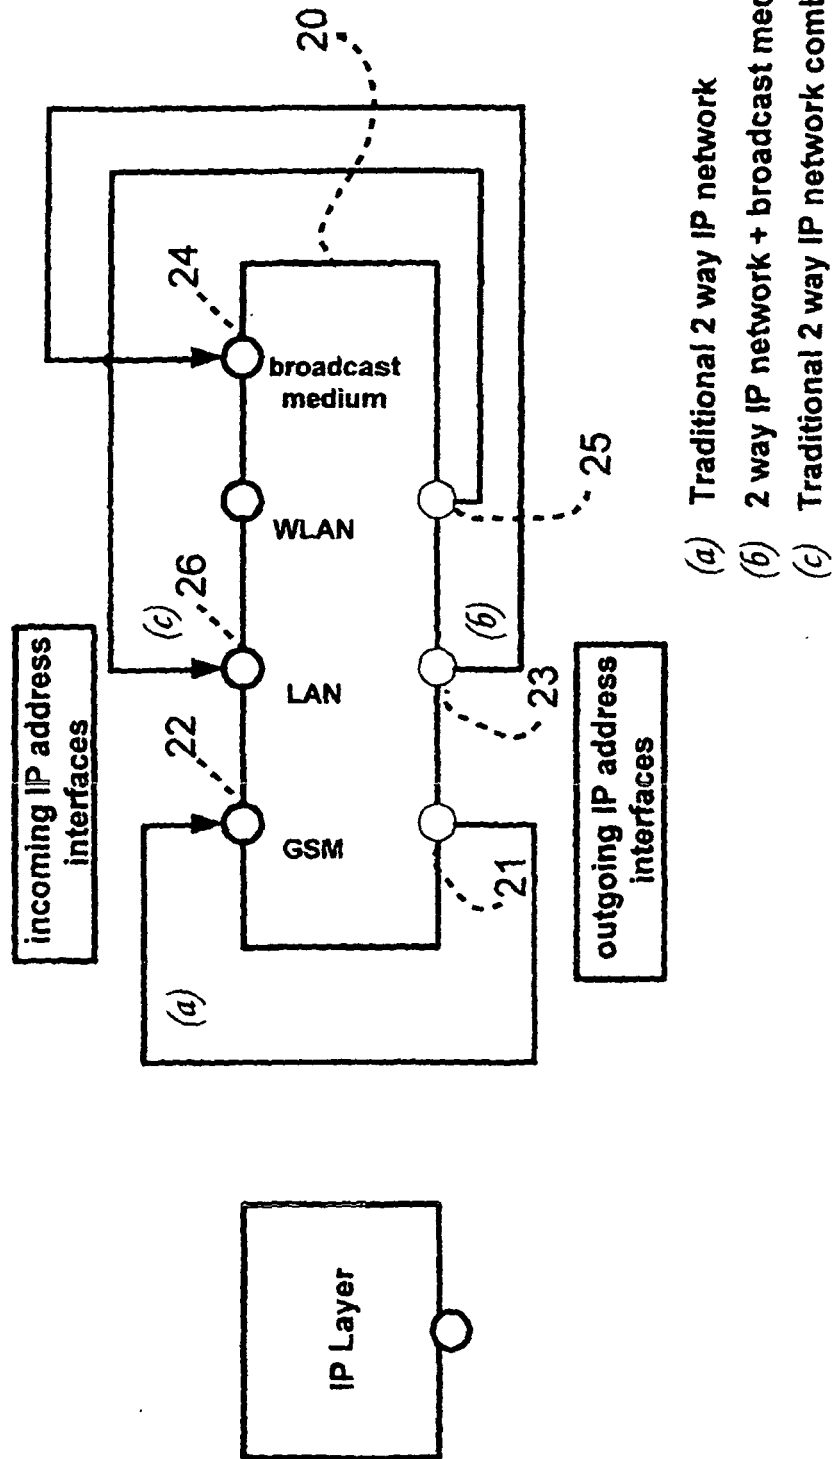 incoming IP address
interfaces
(a)
(c)
22
26
24
20
IP Layer
GSM
LAN
WLAN
broadcast
medium
(b)
21
23
25
outgoing IP address
interfaces
(a) Traditional 2 way IP network
(b) 2 way IP network + broadcast med
(c) Traditional 2 way IP network comb